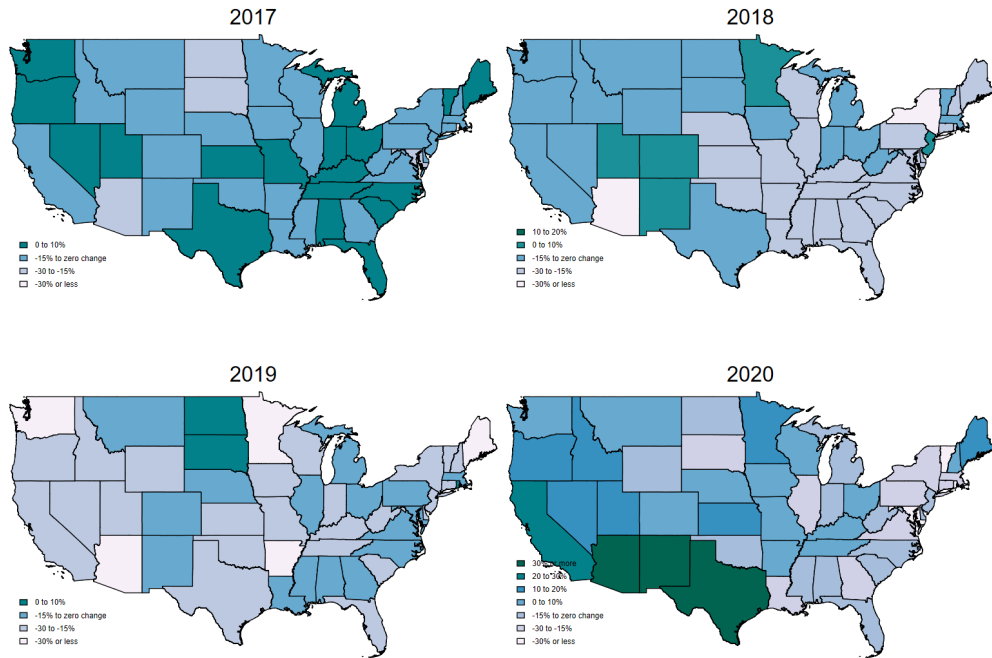 2017
0 to 10%
-15% to zero change
-30 to -15%
-30% or less
2018
10 to 20%
0 to 10%
-15% to zero change
-30 to -15%
-30% or less
2019
0 to 10%
-15% to zero change
-30 to -15%
-30% or less
2020
30% or more
20 to 30%
10 to 20%
0 to 10%
-15% to zero change
-30 to -15%
-30% or less